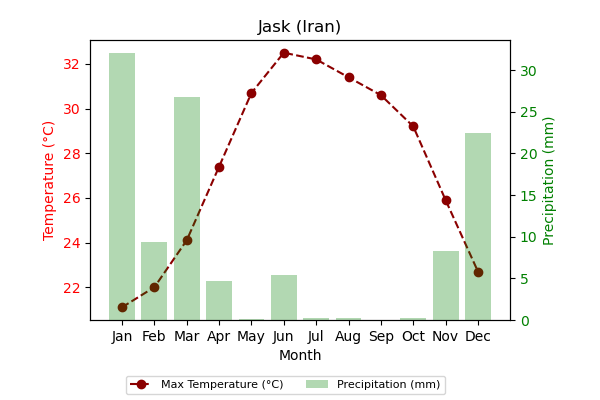 Jask (Iran)
32
30
28
26
24
22
Temperature (°C)
30
25
20
15
10
5
0
Precipitation (mm)
Jan Feb Mar Apr May Jun Jul Aug Sep Oct Nov Dec
Month
Max Temperature (°C) Precipitation (mm)